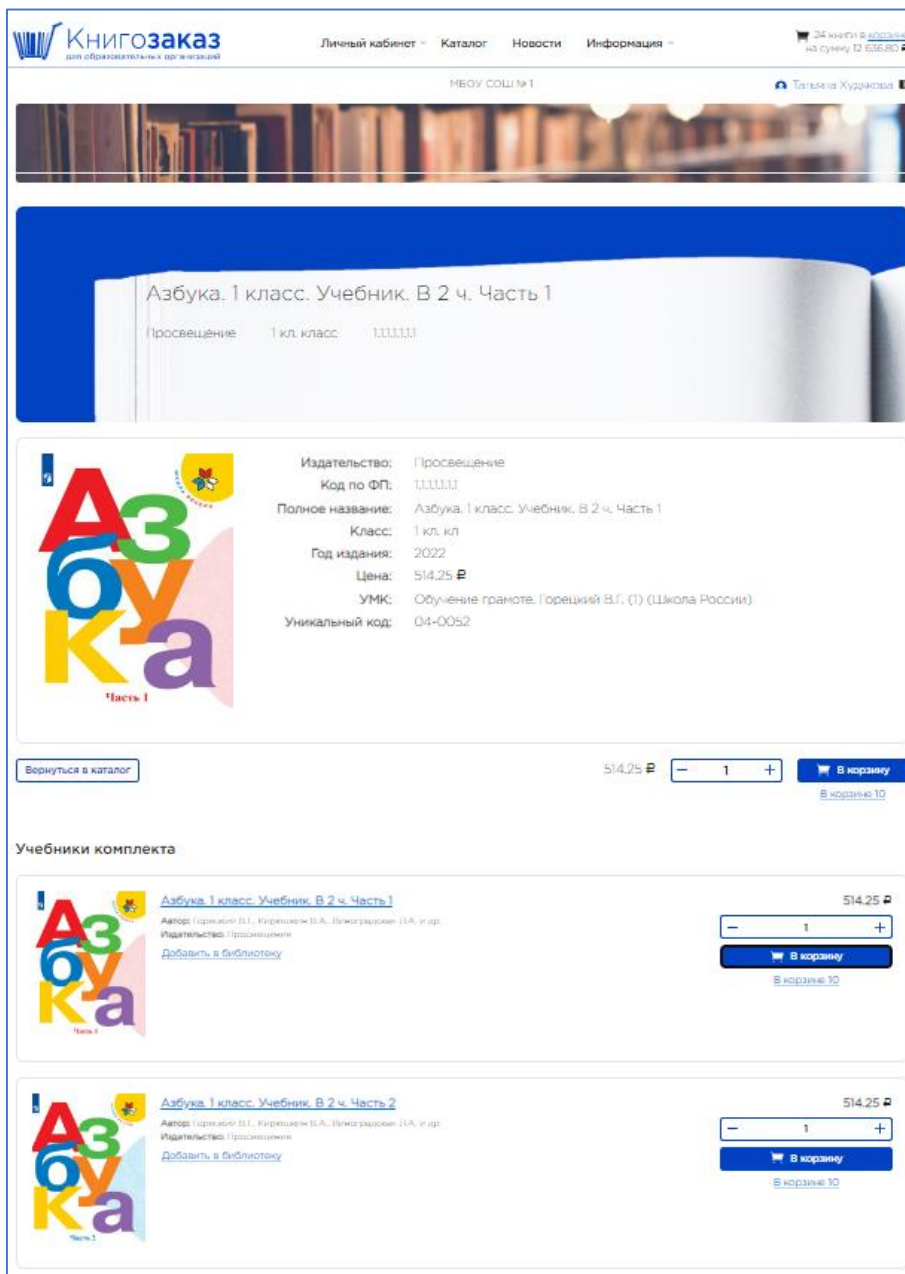 Книгозаказ
для образовательных организаций
Личный кабинет Каталог Новости Информация
24 книги в корзине
на сумму 12 636.80 ₽
МБОУ СОШ № 1
Татьяна Худякова
Азбука. 1 класс. Учебник. В 2 ч. Часть 1
Просвещение 1 кл. класс 1.1.1.1.1.1.1
Азбука
Часть 1
Издательство: Просвещение
Код по ФП: 1.1.1.1.1.1.1
Полное название: Азбука. 1 класс. Учебник. В 2 ч. Часть 1
Класс: 1 кл. кл
Год издания: 2022
Цена: 514.25 ₽
УМК: Обучение грамоте. Горецкий В.Г. (1) (Школа России)
Уникальный код: 04-0052
Вернуться в каталог
514.25 ₽ − 1 + В корзину
В корзине 10
Учебники комплекта
Азбука
Часть 1
Азбука. 1 класс. Учебник. В 2 ч. Часть 1
Автор: Горецкий В.Г., Кирюшкин В.А., Виноградская Л.А. и др.
Издательство: Просвещение
Добавить в библиотеку
514.25 ₽
− 1 +
В корзину
В корзине 10
Азбука
Часть 2
Азбука. 1 класс. Учебник. В 2 ч. Часть 2
Автор: Горецкий В.Г., Кирюшкин В.А., Виноградская Л.А. и др.
Издательство: Просвещение
Добавить в библиотеку
514.25 ₽
− 1 +
В корзину
В корзине 10